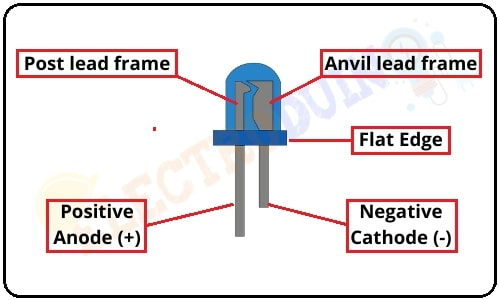 Post lead frame
Anvil lead frame
Flat Edge
Positive
Anode (+)
Negative
Cathode (-)